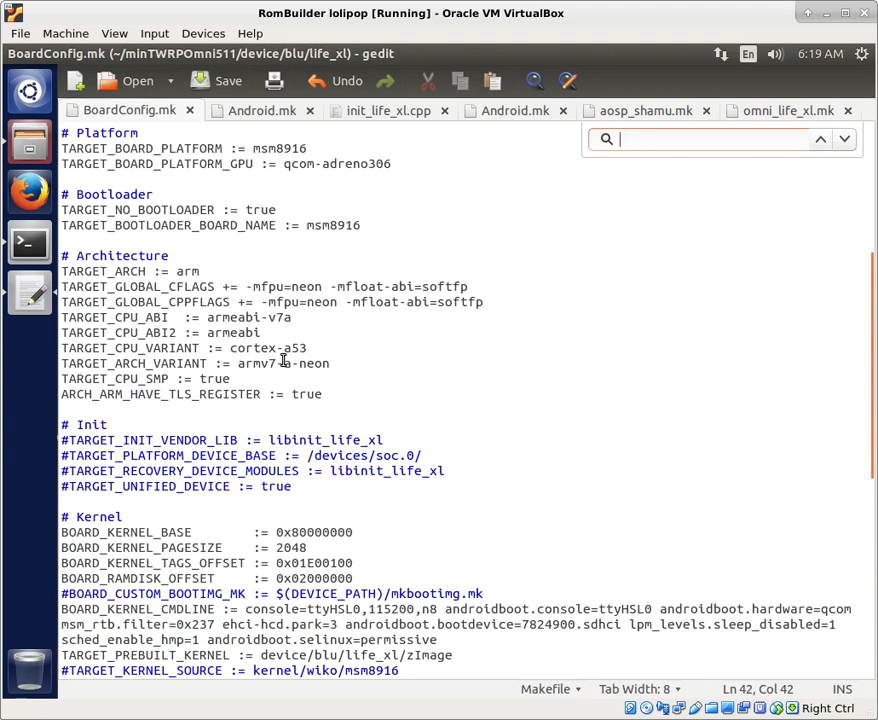 RomBuilder lolipop [Running] - Oracle VM VirtualBox
File Machine View Input Devices Help
BoardConfig.mk (~/minTWRPOmni511/device/blu/life_xl) - gedit
En 6:19 AM
Open Save Undo
BoardConfig.mk Android.mk init_life_xl.cpp Android.mk aosp_shamu.mk omni_life_xl.mk
# Platform
TARGET_BOARD_PLATFORM := msm8916
TARGET_BOARD_PLATFORM_GPU := qcom-adreno306
# Bootloader
TARGET_NO_BOOTLOADER := true
TARGET_BOOTLOADER_BOARD_NAME := msm8916
# Architecture
TARGET_ARCH := arm
TARGET_GLOBAL_CFLAGS += -mfpu=neon -mfloat-abi=softfp
TARGET_GLOBAL_CPPFLAGS += -mfpu=neon -mfloat-abi=softfp
TARGET_CPU_ABI  := armeabi-v7a
TARGET_CPU_ABI2 := armeabi
TARGET_CPU_VARIANT := cortex-a53
TARGET_ARCH_VARIANT := armv7-a-neon
TARGET_CPU_SMP := true
ARCH_ARM_HAVE_TLS_REGISTER := true
# Init
#TARGET_INIT_VENDOR_LIB := libinit_life_xl
#TARGET_PLATFORM_DEVICE_BASE := /devices/soc.0/
#TARGET_RECOVERY_DEVICE_MODULES := libinit_life_xl
#TARGET_UNIFIED_DEVICE := true
# Kernel
BOARD_KERNEL_BASE        := 0x80000000
BOARD_KERNEL_PAGESIZE    := 2048
BOARD_KERNEL_TAGS_OFFSET := 0x01E00100
BOARD_RAMDISK_OFFSET     := 0x02000000
#BOARD_CUSTOM_BOOTIMG_MK := $(DEVICE_PATH)/mkbootimg.mk
BOARD_KERNEL_CMDLINE := console=ttyHSL0,115200,n8 androidboot.console=ttyHSL0 androidboot.hardware=qcom
msm_rtb.filter=0x237 ehci-hcd.park=3 androidboot.bootdevice=7824900.sdhci lpm_levels.sleep_disabled=1
sched_enable_hmp=1 androidboot.selinux=permissive
TARGET_PREBUILT_KERNEL := device/blu/life_xl/zImage
#TARGET_KERNEL_SOURCE := kernel/wiko/msm8916
Makefile Tab Width: 8 Ln 42, Col 42 INS
Right Ctrl